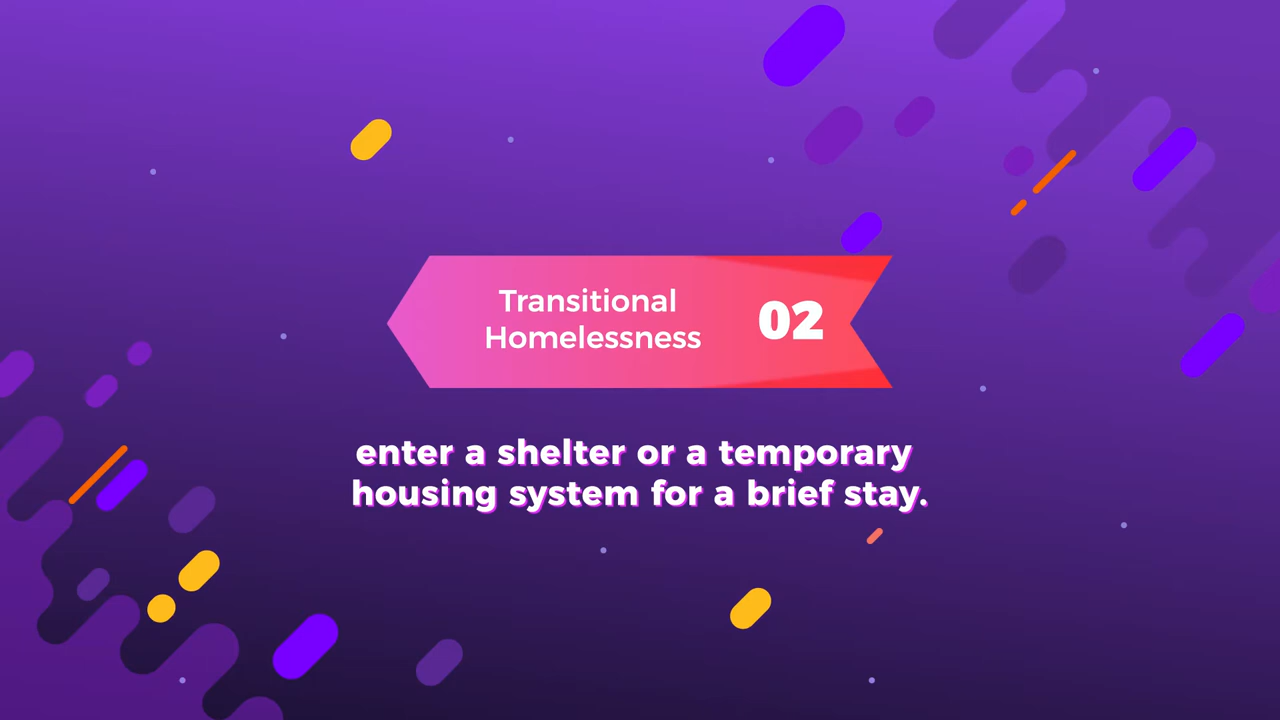 Transitional
Homelessness
02
enter a shelter or a temporary
housing system for a brief stay.